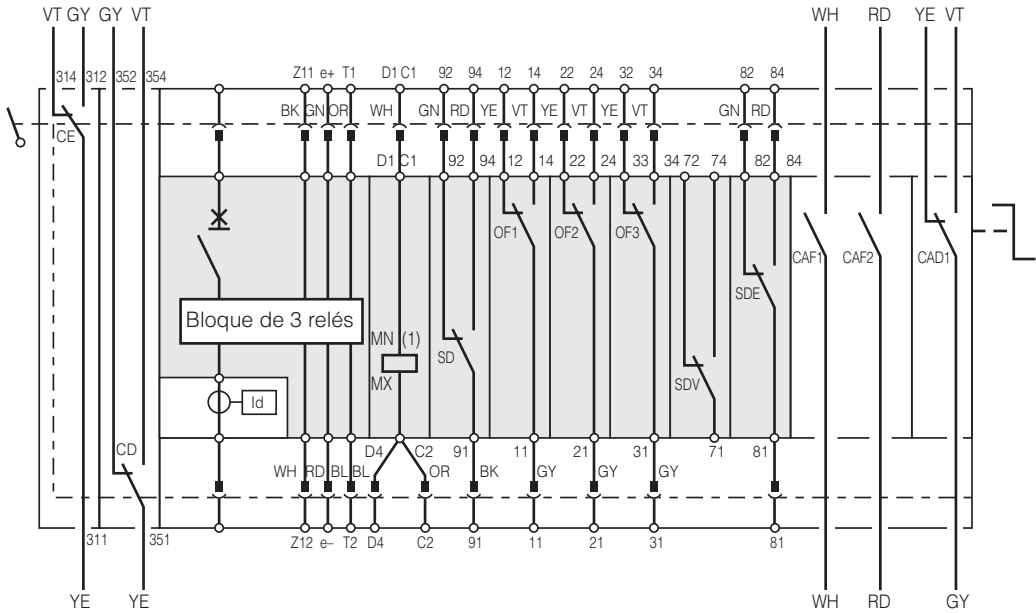 VT GY GY VT WH RD YE VT
314 312 352 354 Z11 e+ T1 D1 C1 92 94 12 14 22 24 32 34 82 84
BK GN OR WH GN RD YE VT YE VT YE VT GN RD
CE
D1 C1 92 94 12 14 22 24 33 34 72 74 82 84
OF1 OF2 OF3 CAF1 CAF2 CAD1
SDE
Bloque de 3 relés
MN (1)
SD
MX
SDV
Id
CD
D4 C2 91 11 21 31 71 81
WH RD BL BL OR BK GY GY GY
311 351 Z12 e– T2 D4 C2 91 11 21 31 81
YE YE WH RD GY